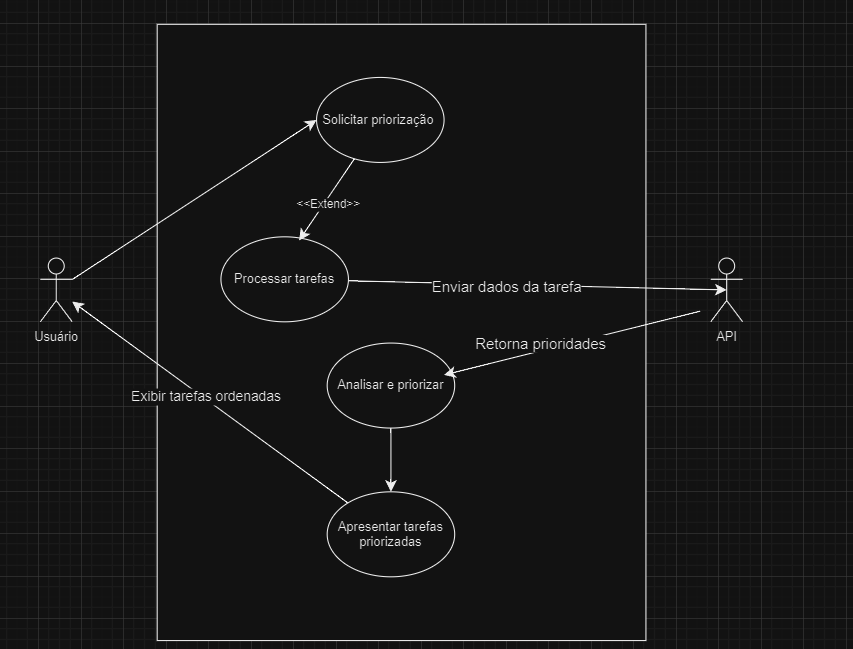 Solicitar priorização
<<Extend>>
Processar tarefas
Enviar dados da tarefa
Usuário
API
Retorna prioridades
Analisar e priorizar
Exibir tarefas ordenadas
Apresentar tarefas
priorizadas